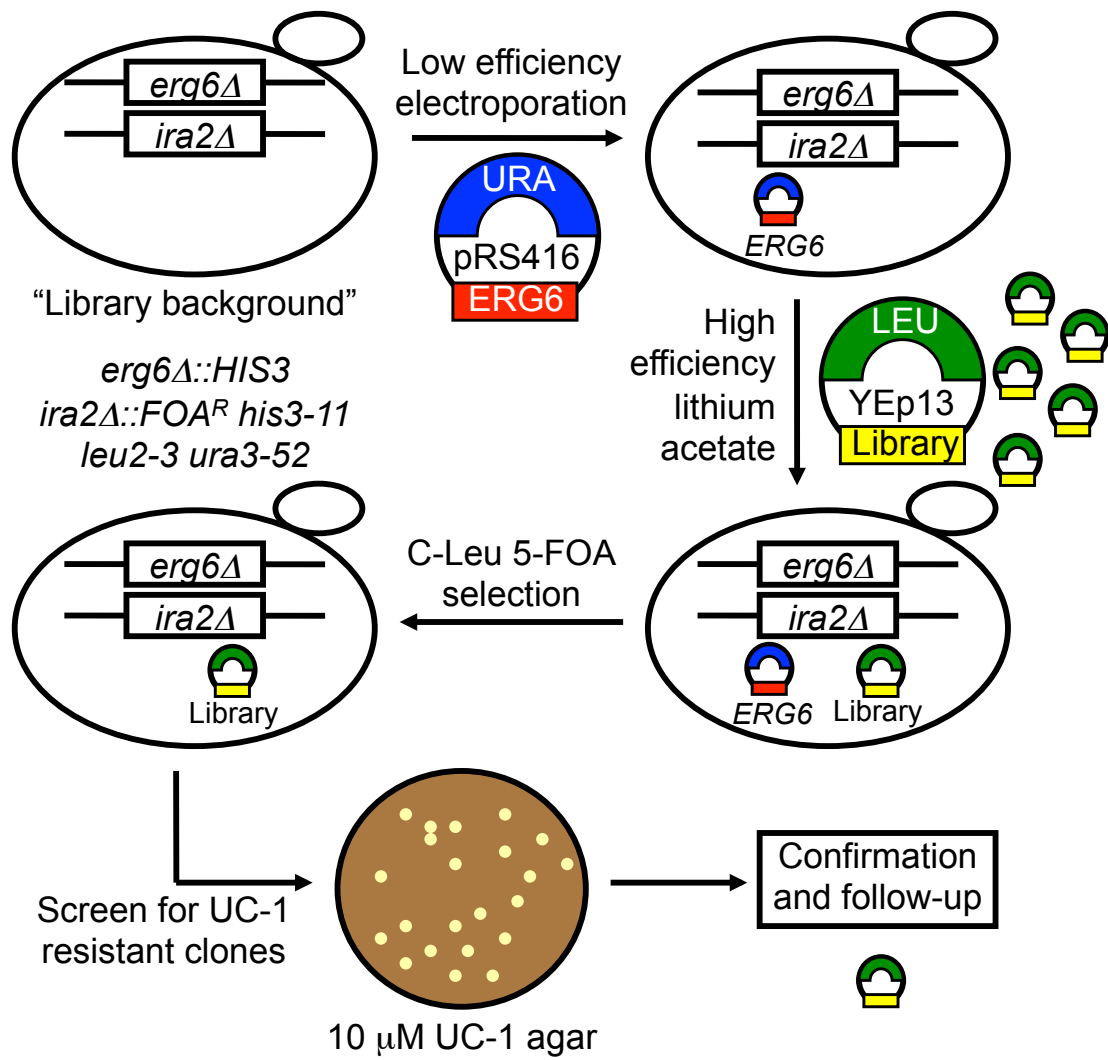 erg6Δ
ira2Δ
"Library background"
erg6Δ::HIS3
ira2Δ::FOAᴿ his3-11
leu2-3 ura3-52
Low efficiency
electroporation
URA
pRS416
ERG6
erg6Δ
ira2Δ
ERG6
High
efficiency
lithium
acetate
LEU
YEp13
Library
erg6Δ
ira2Δ
ERG6
Library
C-Leu 5-FOA
selection
erg6Δ
ira2Δ
Library
Screen for UC-1
resistant clones
10 μM UC-1 agar
Confirmation
and follow-up